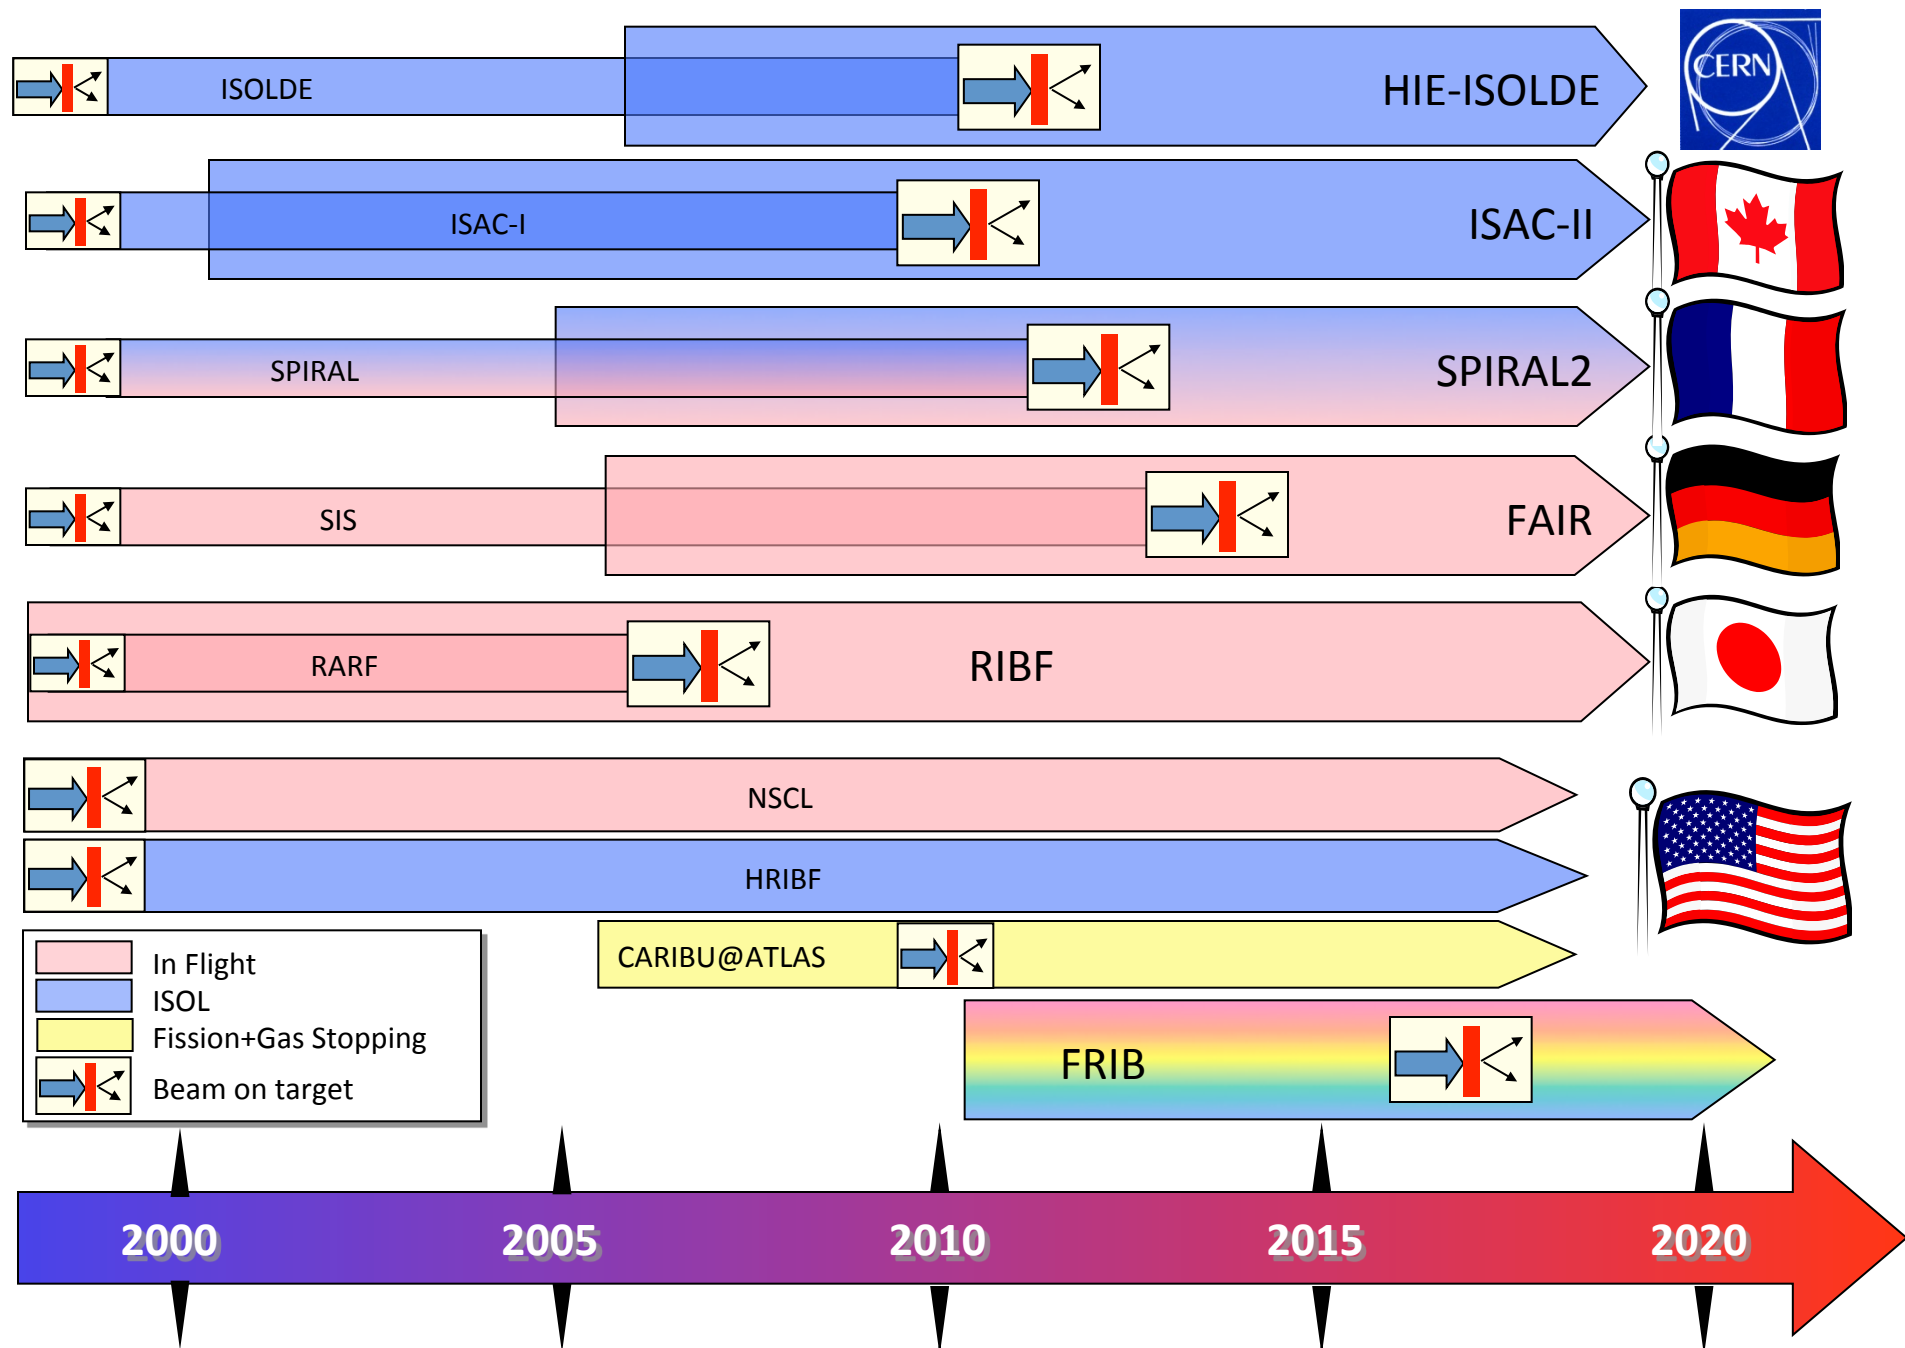 ISOLDE
HIE-ISOLDE
CERN
ISAC-I
ISAC-II
SPIRAL
SPIRAL2
SIS
FAIR
RARF
RIBF
NSCL
HRIBF
CARIBU@ATLAS
In Flight
ISOL
Fission+Gas Stopping
Beam on target
FRIB
2000 2005 2010 2015 2020